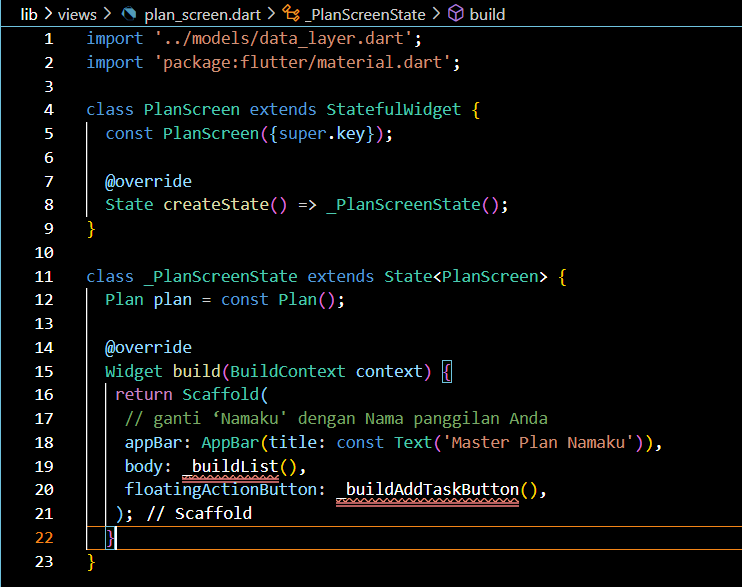 lib > views > plan_screen.dart > _PlanScreenState > build
1 import '../models/data_layer.dart';
2 import 'package:flutter/material.dart';
3
4 class PlanScreen extends StatefulWidget {
5   const PlanScreen({super.key});
6
7   @override
8   State createState() => _PlanScreenState();
9 }
10
11 class _PlanScreenState extends State<PlanScreen> {
12   Plan plan = const Plan();
13
14   @override
15   Widget build(BuildContext context) {
16    return Scaffold(
17     // ganti ‘Namaku' dengan Nama panggilan Anda
18     appBar: AppBar(title: const Text('Master Plan Namaku')),
19     body: _buildList(),
20     floatingActionButton: _buildAddTaskButton(),
21    ); // Scaffold
22   }
23 }